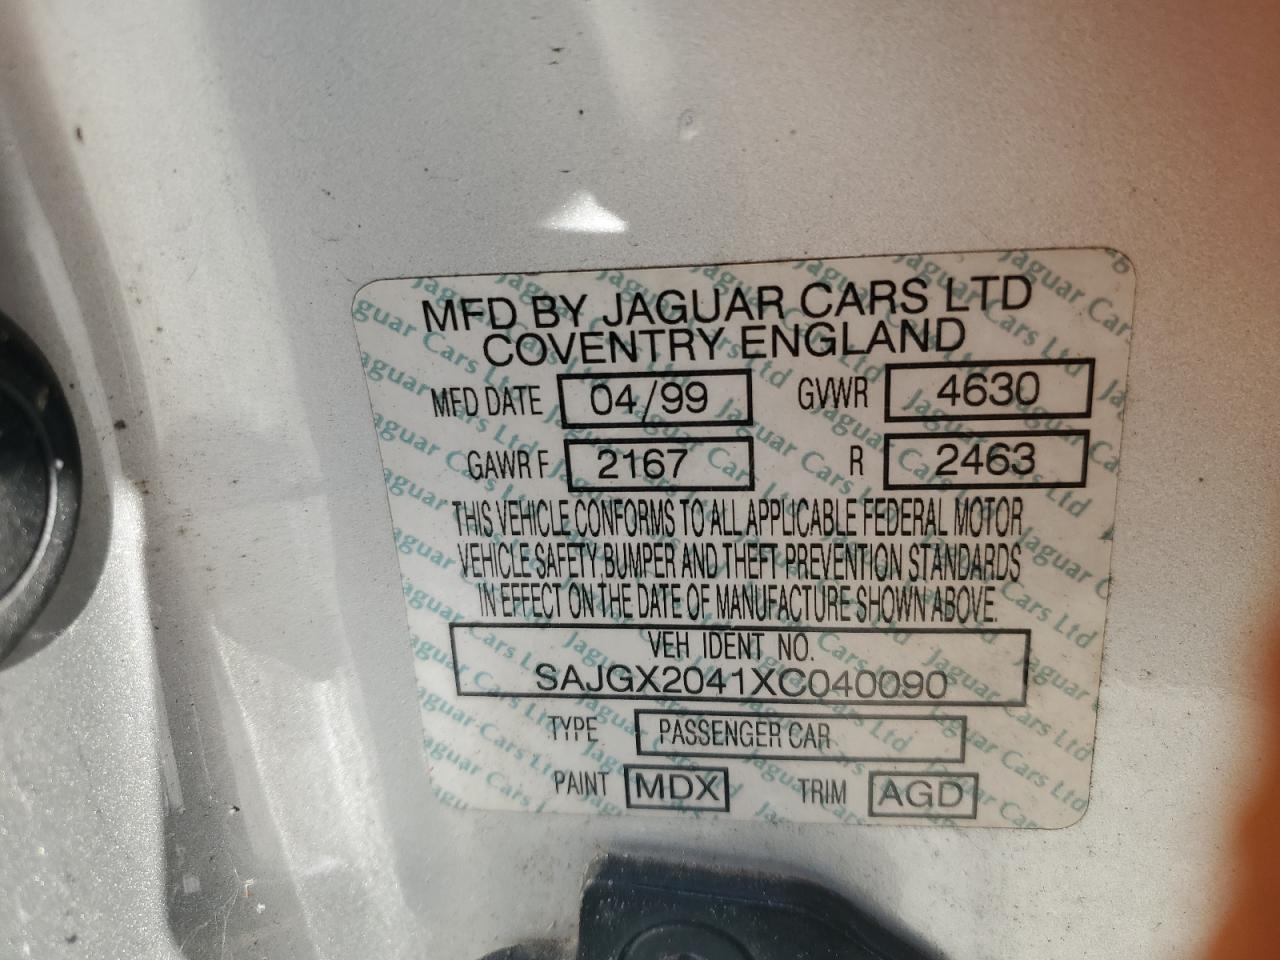 MFD BY JAGUAR CARS LTD
COVENTRY ENGLAND
MFD DATE 04/99 GVWR 4630
GAWR F 2167 R 2463
THIS VEHICLE CONFORMS TO ALL APPLICABLE FEDERAL MOTOR
VEHICLE SAFETY BUMPER AND THEFT PREVENTION STANDARDS
IN EFFECT ON THE DATE OF MANUFACTURE SHOWN ABOVE.
VEH IDENT NO.
SAJGX2041XC040090
TYPE PASSENGER CAR
PAINT MDX TRIM AGD